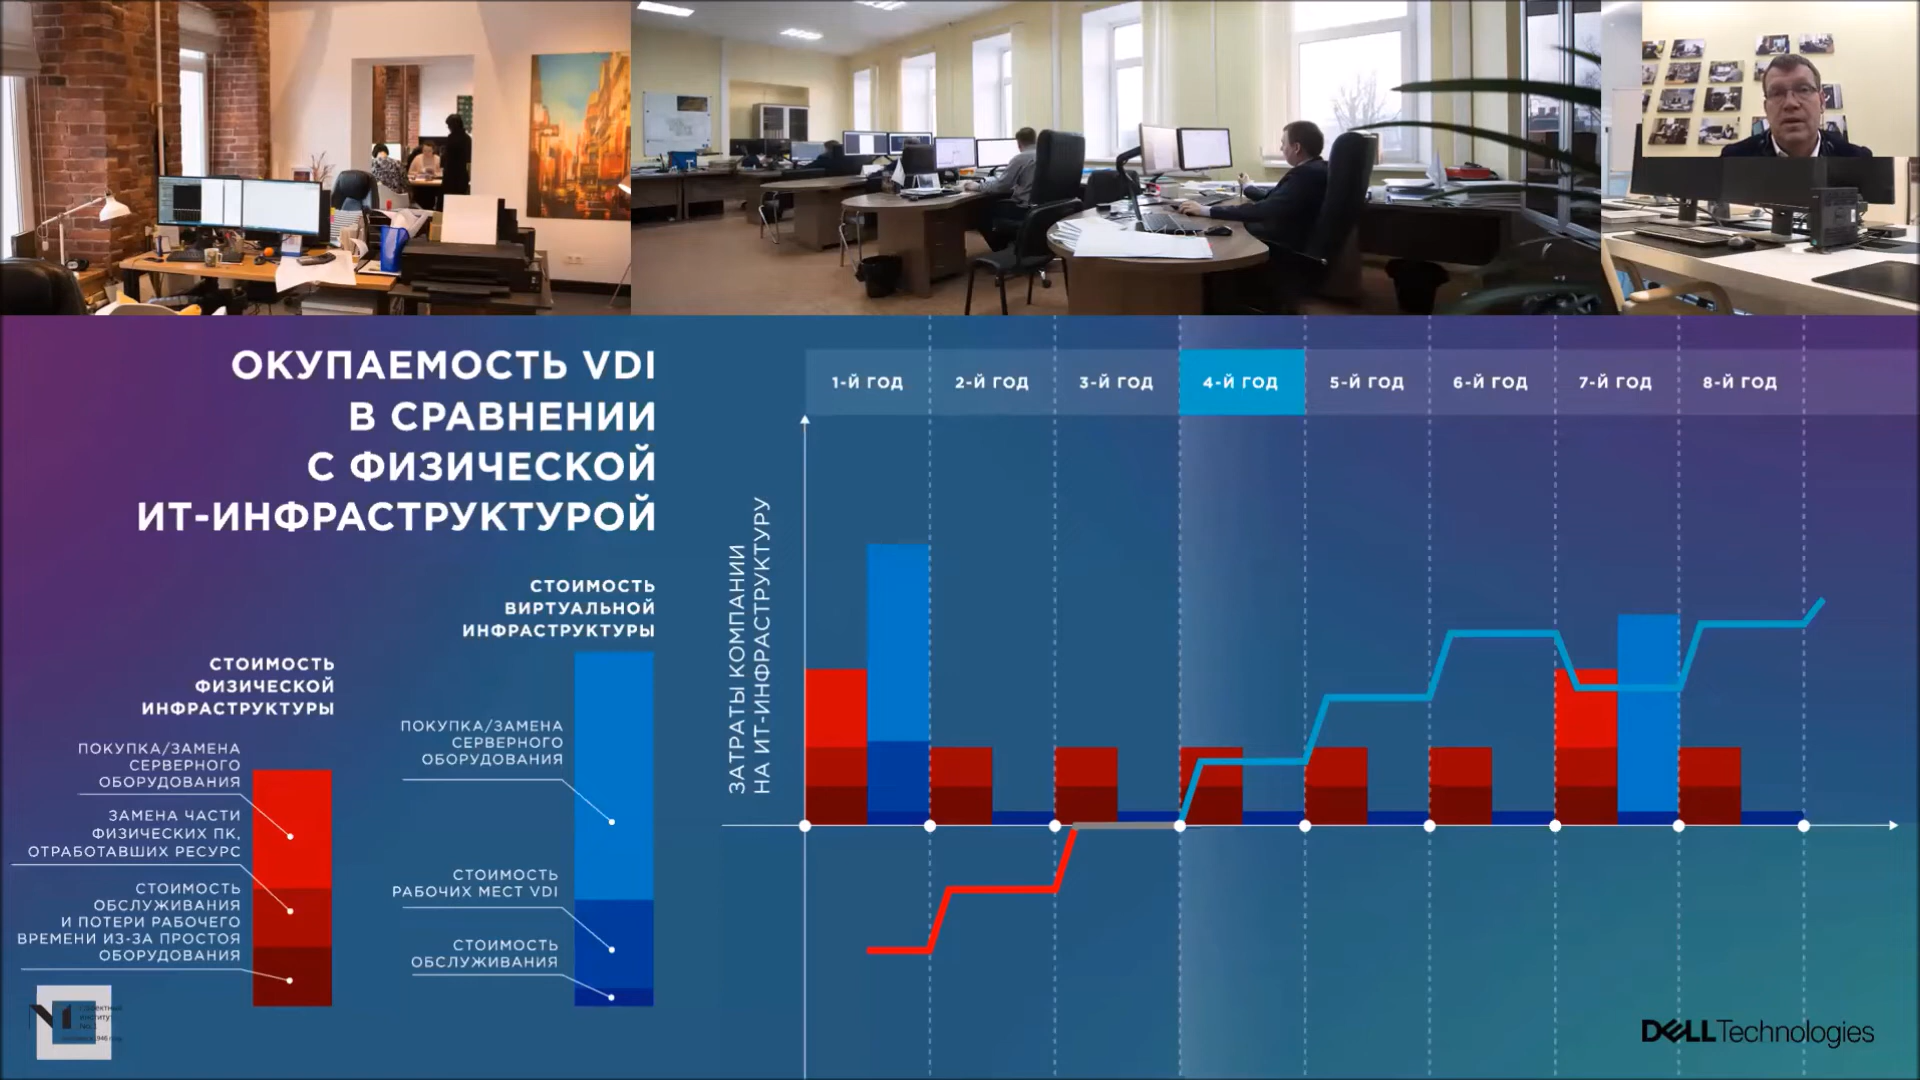 ОКУПАЕМОСТЬ VDI
В СРАВНЕНИИ
С ФИЗИЧЕСКОЙ
ИТ-ИНФРАСТРУКТУРОЙ
СТОИМОСТЬ
ФИЗИЧЕСКОЙ
ИНФРАСТРУКТУРЫ
ПОКУПКА/ЗАМЕНА
СЕРВЕРНОГО
ОБОРУДОВАНИЯ
ЗАМЕНА ЧАСТИ
ФИЗИЧЕСКИХ ПК,
ОТРАБОТАВШИХ РЕСУРС
СТОИМОСТЬ
ОБСЛУЖИВАНИЯ
И ПОТЕРИ РАБОЧЕГО
ВРЕМЕНИ ИЗ-ЗА ПРОСТОЯ
ОБОРУДОВАНИЯ
СТОИМОСТЬ
ВИРТУАЛЬНОЙ
ИНФРАСТРУКТУРЫ
ПОКУПКА/ЗАМЕНА
СЕРВЕРНОГО
ОБОРУДОВАНИЯ
СТОИМОСТЬ
РАБОЧИХ МЕСТ VDI
СТОИМОСТЬ
ОБСЛУЖИВАНИЯ
ЗАТРАТЫ КОМПАНИИ
НА ИТ-ИНФРАСТРУКТУРУ
1-Й ГОД 2-Й ГОД 3-Й ГОД 4-Й ГОД 5-Й ГОД 6-Й ГОД 7-Й ГОД 8-Й ГОД
DELL Technologies